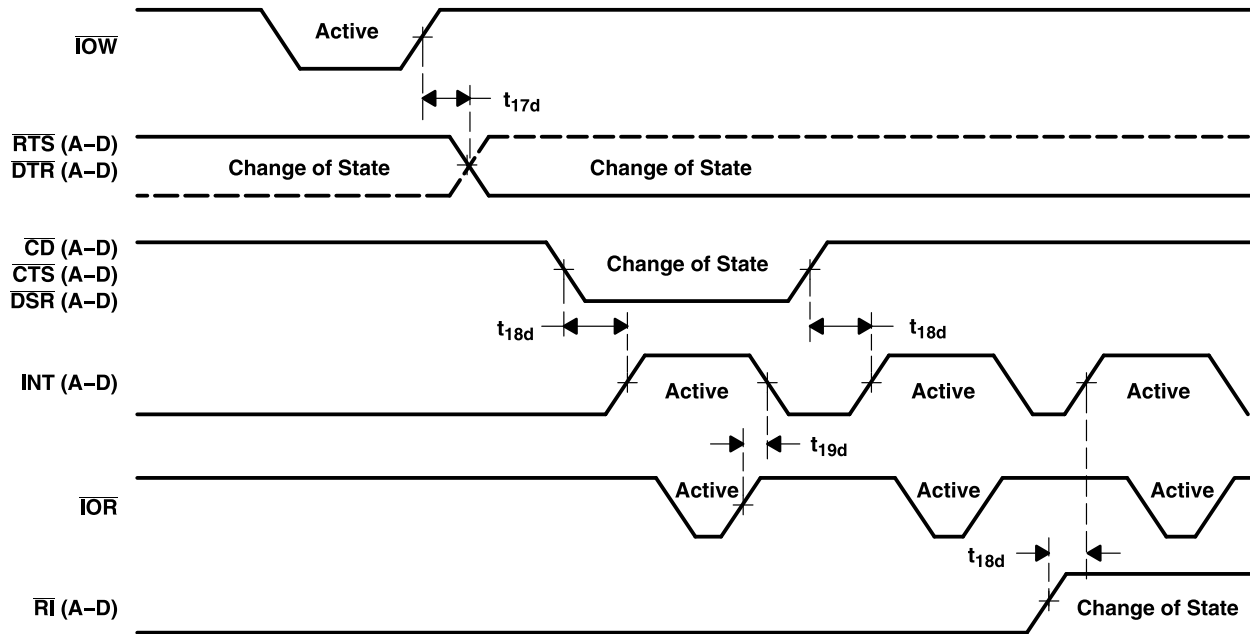 IOW
Active
t17d
RTS (A–D)
DTR (A–D)
Change of State
Change of State
CD (A–D)
CTS (A–D)
DSR (A–D)
Change of State
t18d
t18d
INT (A–D)
Active
Active
Active
t19d
IOR
Active
Active
Active
t18d
RI (A–D)
Change of State